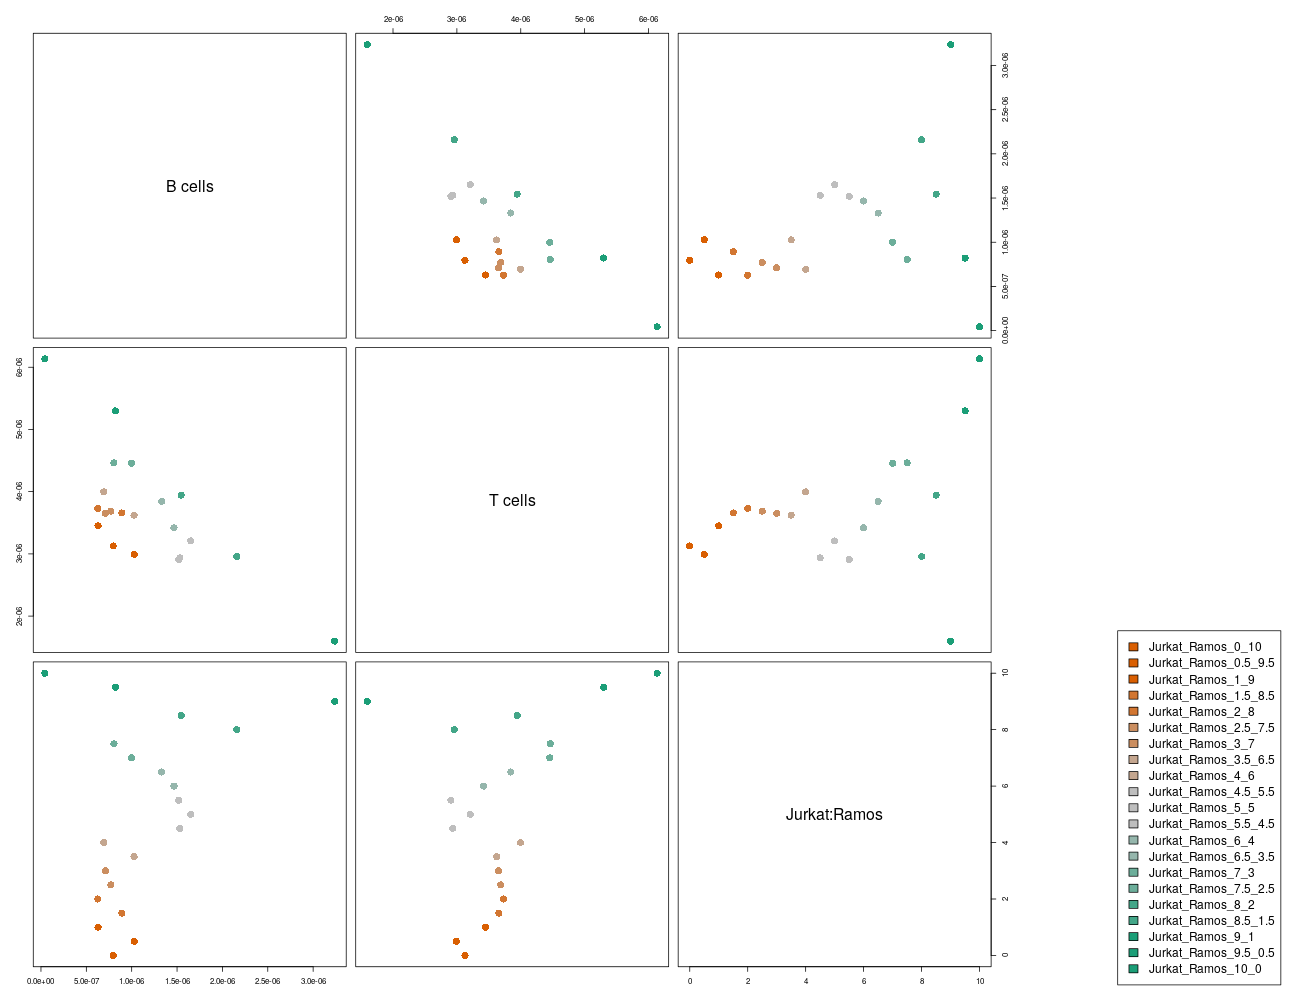 2e-06 3e-06 4e-06 5e-06 6e-06
B cells
0.0e+00 5.0e-07 1.0e-06 1.5e-06 2.0e-06 2.5e-06 3.0e-06
2e-06 3e-06 4e-06 5e-06 6e-06
T cells
Jurkat:Ramos
0 2 4 6 8 10
0.0e+00 5.0e-07 1.0e-06 1.5e-06 2.0e-06 2.5e-06 3.0e-06
0 2 4 6 8 10
Jurkat_Ramos_0_10
Jurkat_Ramos_0.5_9.5
Jurkat_Ramos_1_9
Jurkat_Ramos_1.5_8.5
Jurkat_Ramos_2_8
Jurkat_Ramos_2.5_7.5
Jurkat_Ramos_3_7
Jurkat_Ramos_3.5_6.5
Jurkat_Ramos_4_6
Jurkat_Ramos_4.5_5.5
Jurkat_Ramos_5_5
Jurkat_Ramos_5.5_4.5
Jurkat_Ramos_6_4
Jurkat_Ramos_6.5_3.5
Jurkat_Ramos_7_3
Jurkat_Ramos_7.5_2.5
Jurkat_Ramos_8_2
Jurkat_Ramos_8.5_1.5
Jurkat_Ramos_9_1
Jurkat_Ramos_9.5_0.5
Jurkat_Ramos_10_0